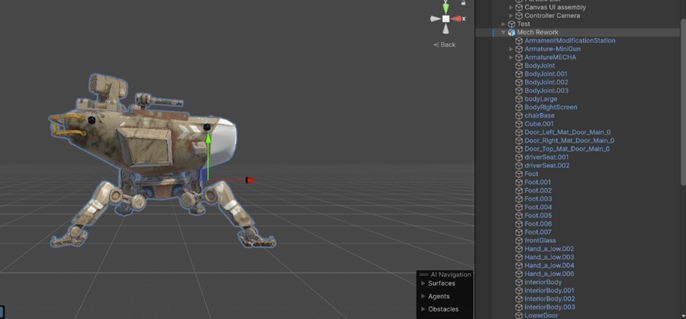 Canvas UI assembly
Controller Camera
Test
Mech Rework
ArmamentModificationStation
Armature-MiniGun
ArmatureMECHA
BodyJoint
BodyJoint.001
BodyJoint.002
BodyJoint.003
bodyLarge
BodyRightScreen
chairBase
Cube.001
Door_Left_Mat_Door_Main_0
Door_Right_Mat_Door_Main_0
Door_Top_Mat_Door_Main_0
driverSeat.001
driverSeat.002
Foot
Foot.001
Foot.002
Foot.003
Foot.004
Foot.005
Foot.006
Foot.007
frontGlass
Hand_a_low.002
Hand_a_low.003
Hand_a_low.004
Hand_a_low.006
InteriorBody
InteriorBody.001
InteriorBody.002
InteriorBody.003
LowerDoor
y
x
< Back
AI Navigation
Surfaces
Agents
Obstacles